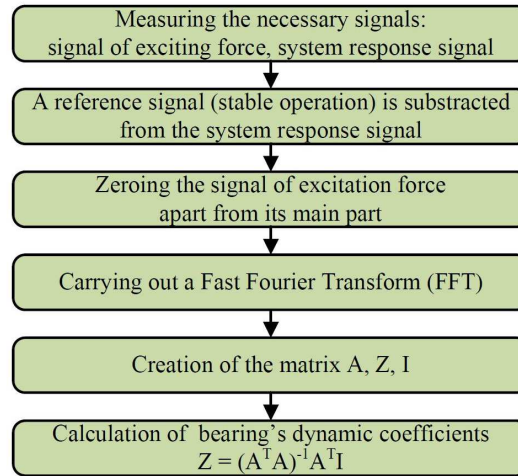 Measuring the necessary signals:
signal of exciting force, system response signal
A reference signal (stable operation) is substracted
from the system response signal
Zeroing the signal of excitation force
apart from its main part
Carrying out a Fast Fourier Transform (FFT)
Creation of the matrix A, Z, I
Calculation of bearing's dynamic coefficients
Z = (AᵀA)⁻¹AᵀI